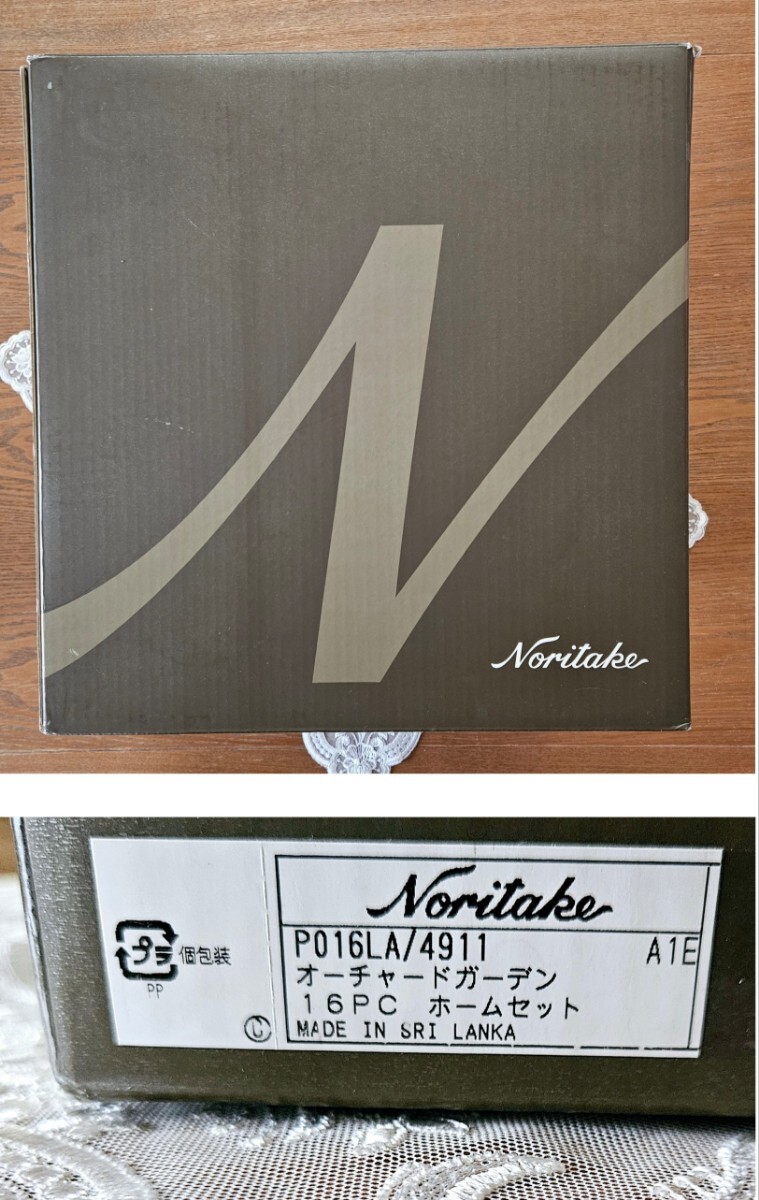 Noritake
Noritake
P016LA/4911 A1E
オーチャードガーデン
16PC ホームセット
MADE IN SRI LANKA
プラ 個包装
PP
C